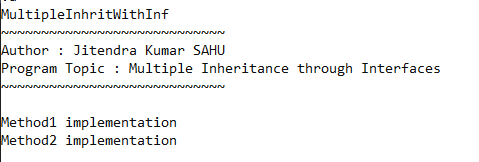 MultipleInhritWithInf
~~~~~~~~~~~~~~~~~~~~~~~~~~~~
Author : Jitendra Kumar SAHU
Program Topic : Multiple Inheritance through Interfaces
~~~~~~~~~~~~~~~~~~~~~~~~~~~~
Method1 implementation
Method2 implementation